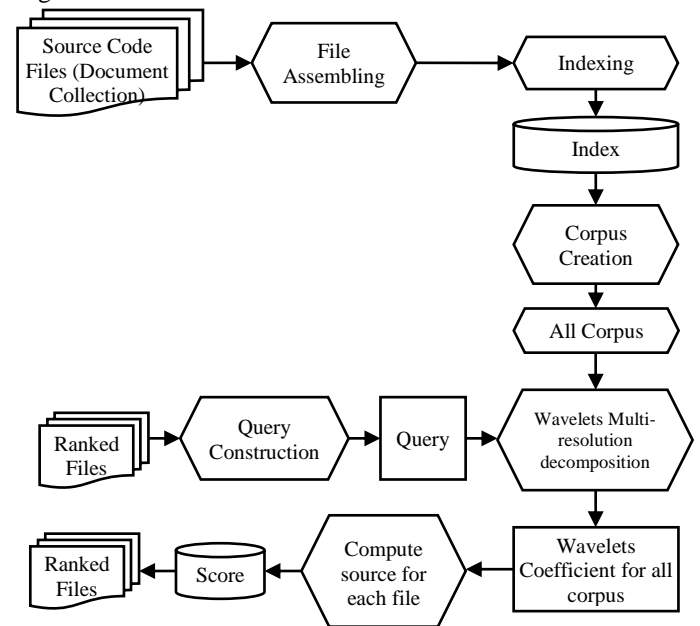 Source Code
Files (Document
Collection)
File
Assembling
Indexing
Index
Corpus
Creation
All Corpus
Ranked
Files
Query
Construction
Query
Wavelets Multi-
resolution
decomposition
Ranked
Files
Score
Compute
source for
each file
Wavelets
Coefficient for all
corpus